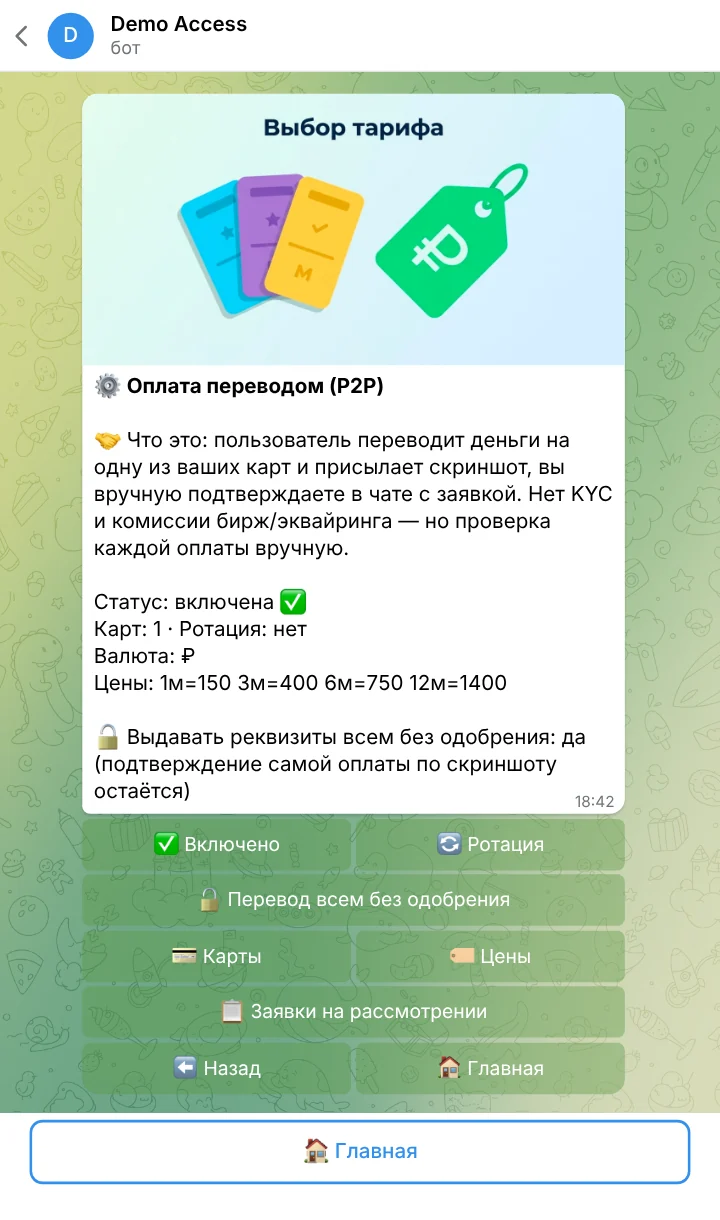 D
Demo Access
бот
Выбор тарифа
M
⚙️ Оплата переводом (P2P)
🤝 Что это: пользователь переводит деньги на
одну из ваших карт и присылает скриншот, вы
вручную подтверждаете в чате с заявкой. Нет KYC
и комиссии бирж/эквайринга — но проверка
каждой оплаты вручную.
Статус: включена ✅
Карт: 1 · Ротация: нет
Валюта: ₽
Цены: 1м=150 3м=400 6м=750 12м=1400
🔓 Выдавать реквизиты всем без одобрения: да
(подтверждение самой оплаты по скриншоту
остаётся)
18:42
✅ Включено
🔄 Ротация
🔓 Перевод всем без одобрения
💳 Карты
🏷️ Цены
📋 Заявки на рассмотрении
⬅️ Назад
🏠 Главная
🏠 Главная